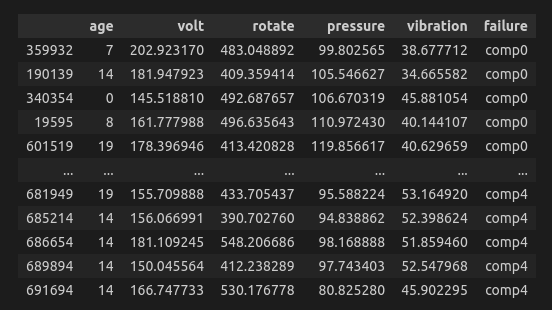 age volt rotate pressure vibration failure
359932 7 202.923170 483.048892 99.802565 38.677712 comp0
190139 14 181.947923 409.359414 105.546627 34.665582 comp0
340354 0 145.518810 492.687657 106.670319 45.881054 comp0
19595 8 161.777988 496.635643 110.972430 40.144107 comp0
601519 19 178.396946 413.420828 119.856617 40.629659 comp0
... ... ... ... ... ... ...
681949 19 155.709888 433.705437 95.588224 53.164920 comp4
685214 14 156.066991 390.702760 94.838862 52.398624 comp4
686654 14 181.109245 548.206686 98.168888 51.859460 comp4
689894 14 150.045564 412.238289 97.743403 52.547968 comp4
691694 14 166.747733 530.176778 80.825280 45.902295 comp4